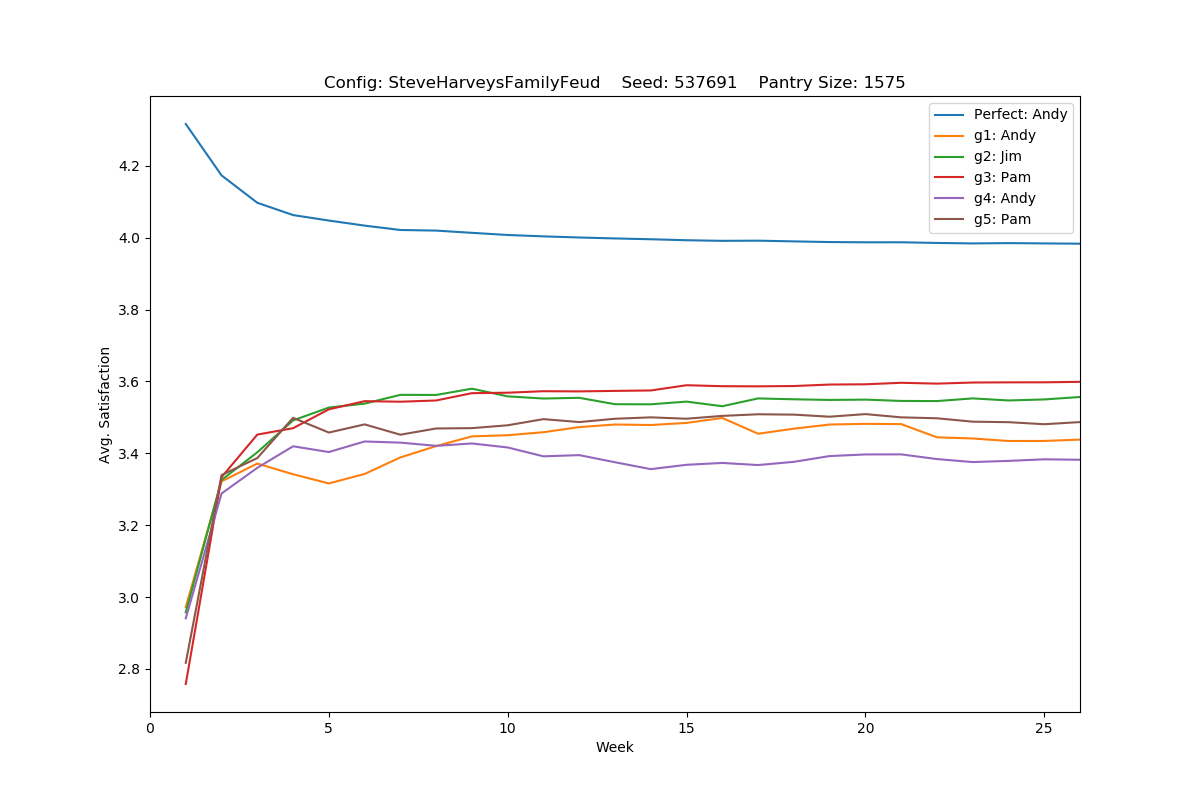 Config: SteveHarveysFamilyFeud    Seed: 537691    Pantry Size: 1575
Perfect: Andy
g1: Andy
g2: Jim
g3: Pam
g4: Andy
g5: Pam
Avg. Satisfaction
4.2
4.0
3.8
3.6
3.4
3.2
3.0
2.8
0 5 10 15 20 25
Week